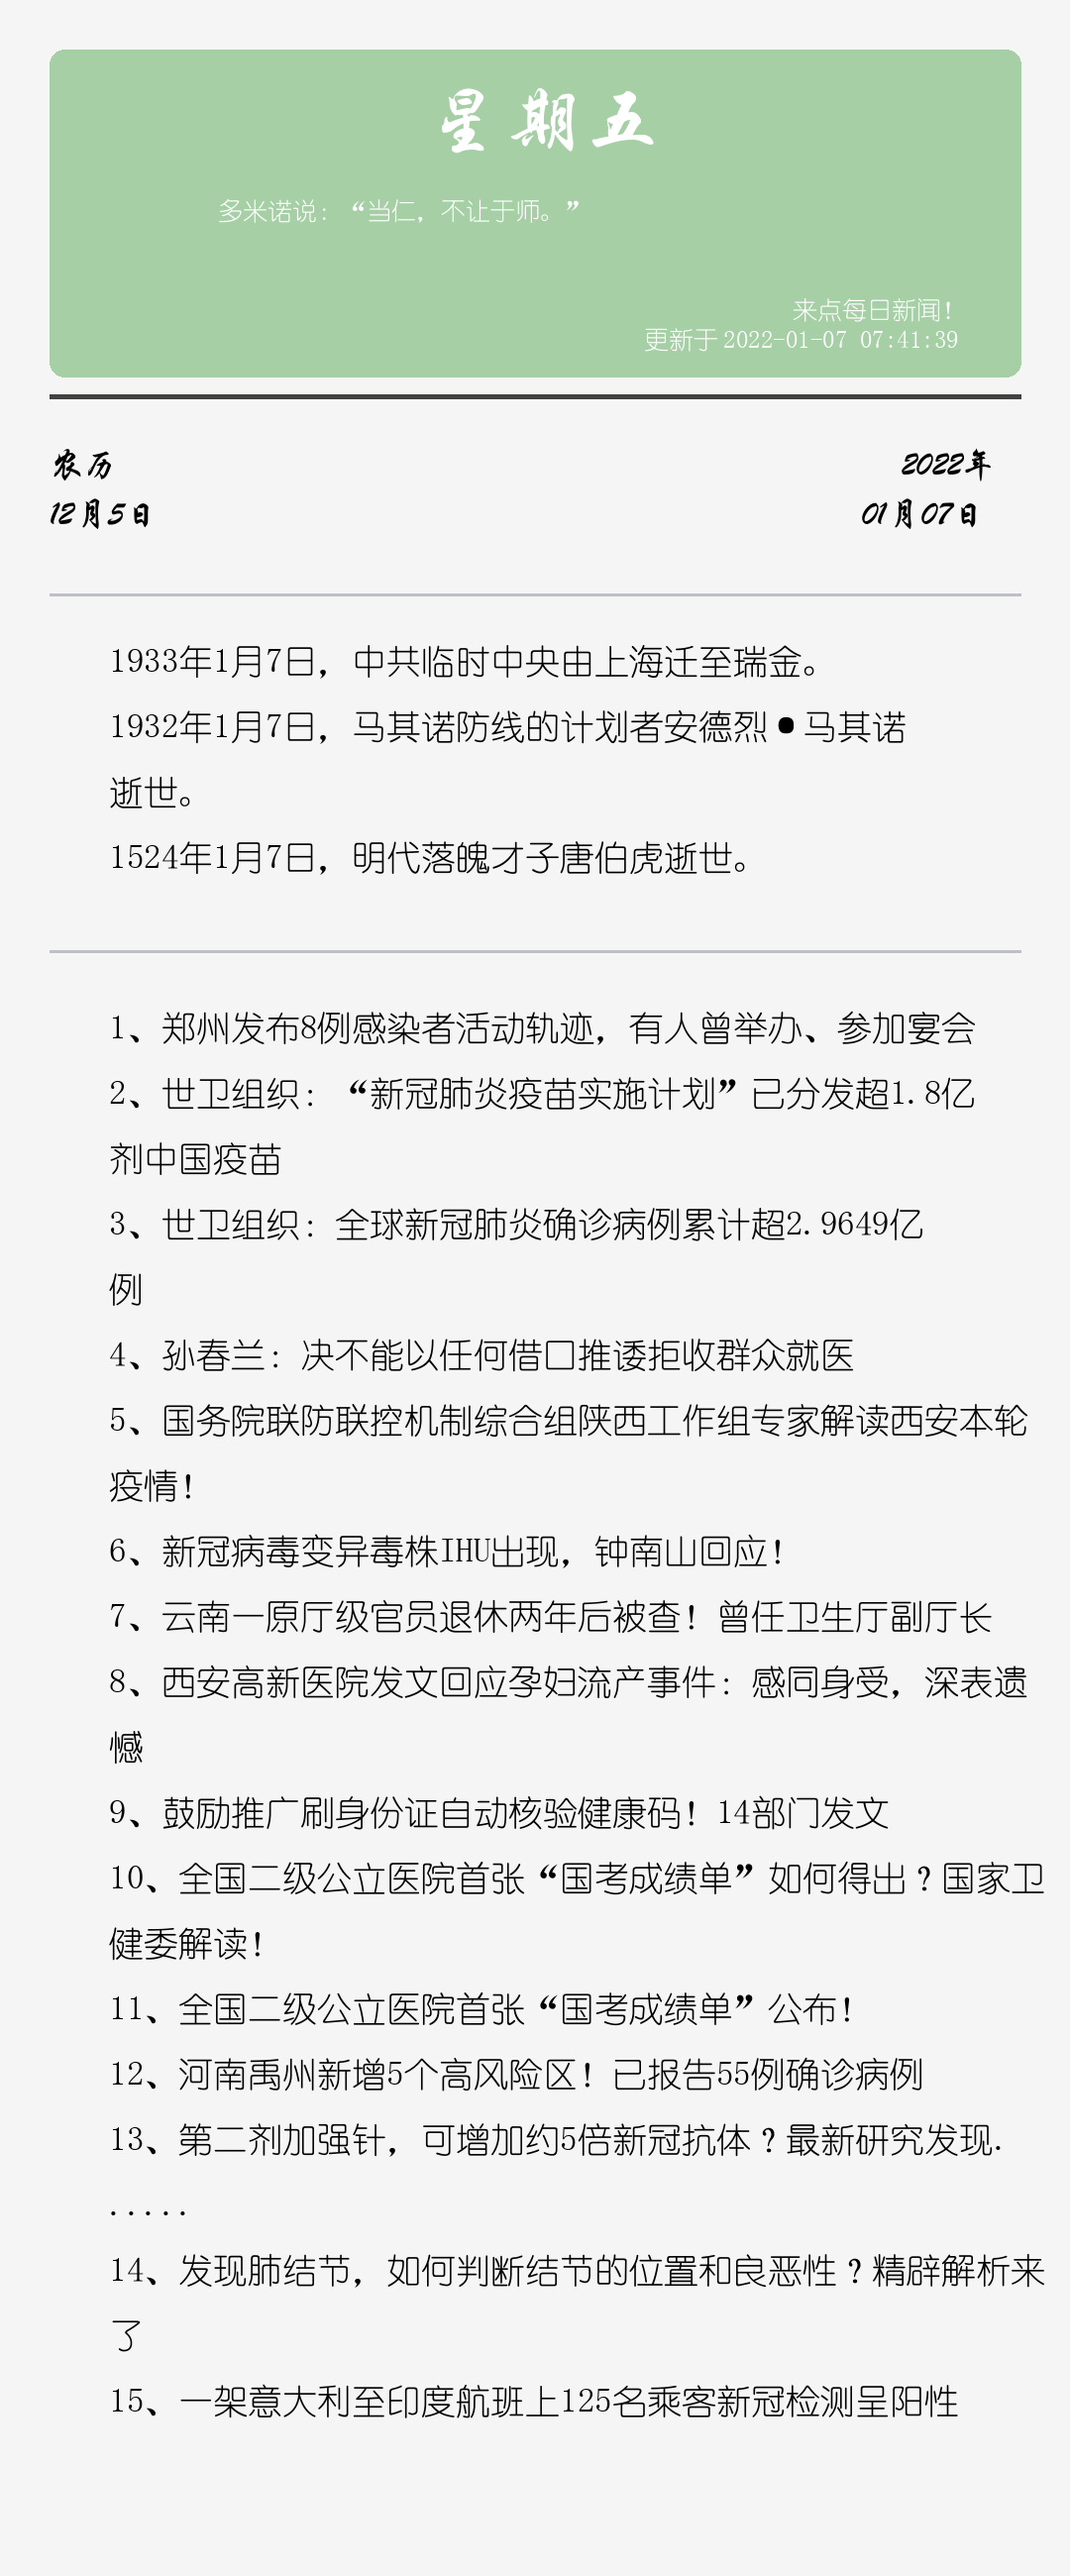 星期五
多米诺说：“当仁，不让于师。”
来点每日新闻！
更新于 2022-01-07 07:41:39
农历
2022年
12月5日
01月07日
1933年1月7日，中共临时中央由上海迁至瑞金。
1932年1月7日，马其诺防线的计划者安德烈•马其诺
逝世。
1524年1月7日，明代落魄才子唐伯虎逝世。
1、郑州发布8例感染者活动轨迹，有人曾举办、参加宴会
2、世卫组织：“新冠肺炎疫苗实施计划”已分发超1.8亿
剂中国疫苗
3、世卫组织：全球新冠肺炎确诊病例累计超2.9649亿
例
4、孙春兰：决不能以任何借口推诿拒收群众就医
5、国务院联防联控机制综合组陕西工作组专家解读西安本轮
疫情！
6、新冠病毒变异毒株IHU出现，钟南山回应！
7、云南一原厅级官员退休两年后被查！曾任卫生厅副厅长
8、西安高新医院发文回应孕妇流产事件：感同身受，深表遗
憾
9、鼓励推广刷身份证自动核验健康码！14部门发文
10、全国二级公立医院首张“国考成绩单”如何得出？国家卫
健委解读！
11、全国二级公立医院首张“国考成绩单”公布！
12、河南禹州新增5个高风险区！已报告55例确诊病例
13、第二剂加强针，可增加约5倍新冠抗体？最新研究发现.
.....
14、发现肺结节，如何判断结节的位置和良恶性？精辟解析来
了
15、一架意大利至印度航班上125名乘客新冠检测呈阳性